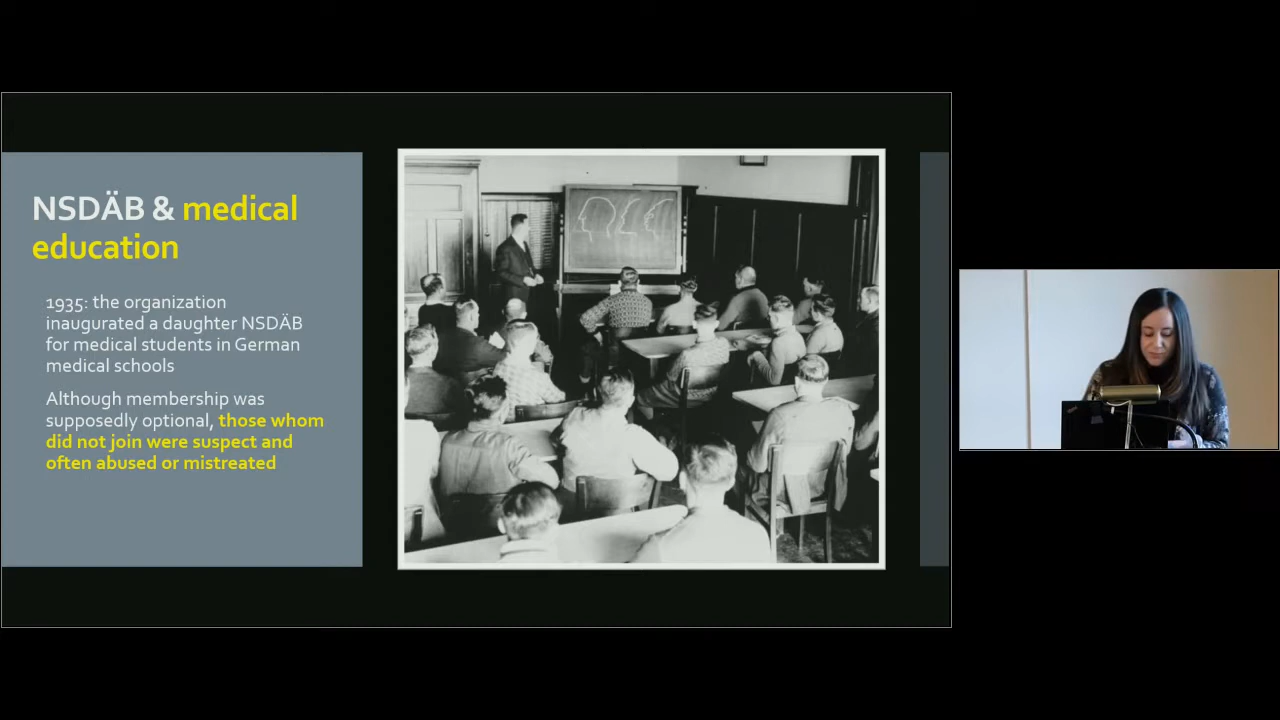 NSDÄB & medical
education
1935: the organization
inaugurated a daughter NSDÄB
for medical students in German
medical schools
Although membership was
supposedly optional, those whom
did not join were suspect and
often abused or mistreated